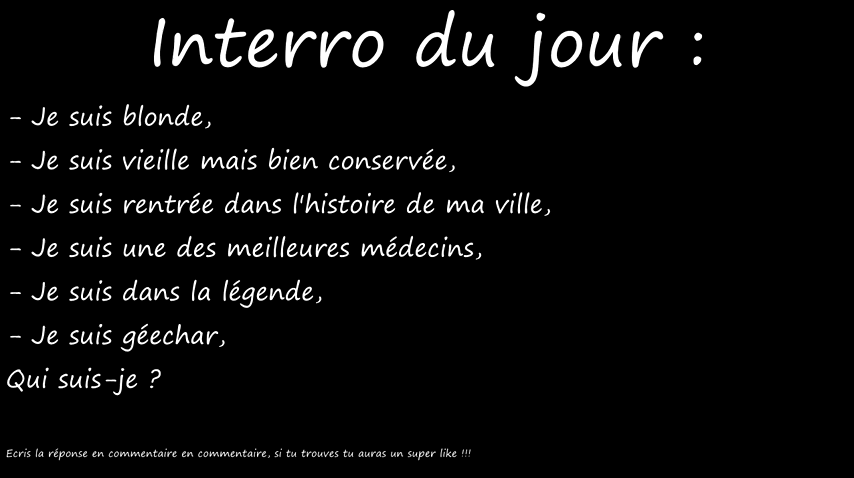 Interro du jour :
- Je suis blonde,
- Je suis vieille mais bien conservée,
- Je suis rentrée dans l'histoire de ma ville,
- Je suis une des meilleures médecins,
- Je suis dans la légende,
- Je suis géechar,
Qui suis-je ?
Ecris la réponse en commentaire en commentaire, si tu trouves tu auras un super like !!!